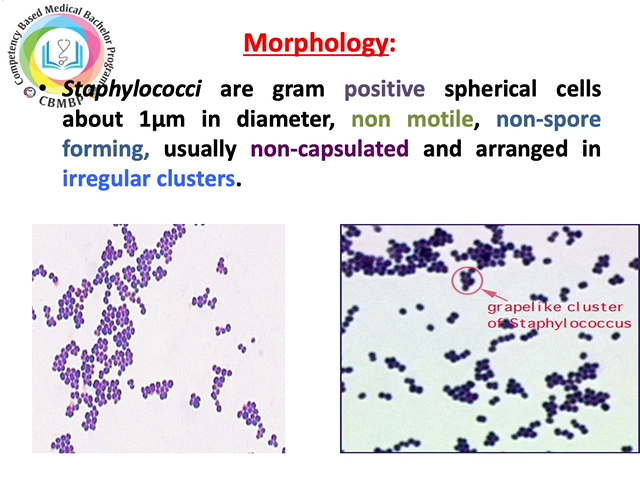 Competency Based Medical Bachelor Program
CBMBP
Morphology:
• Staphylococci are gram positive spherical cells
about 1µm in diameter, non motile, non-spore
forming, usually non-capsulated and arranged in
irregular clusters.
grapelike cluster
of Staphylococcus